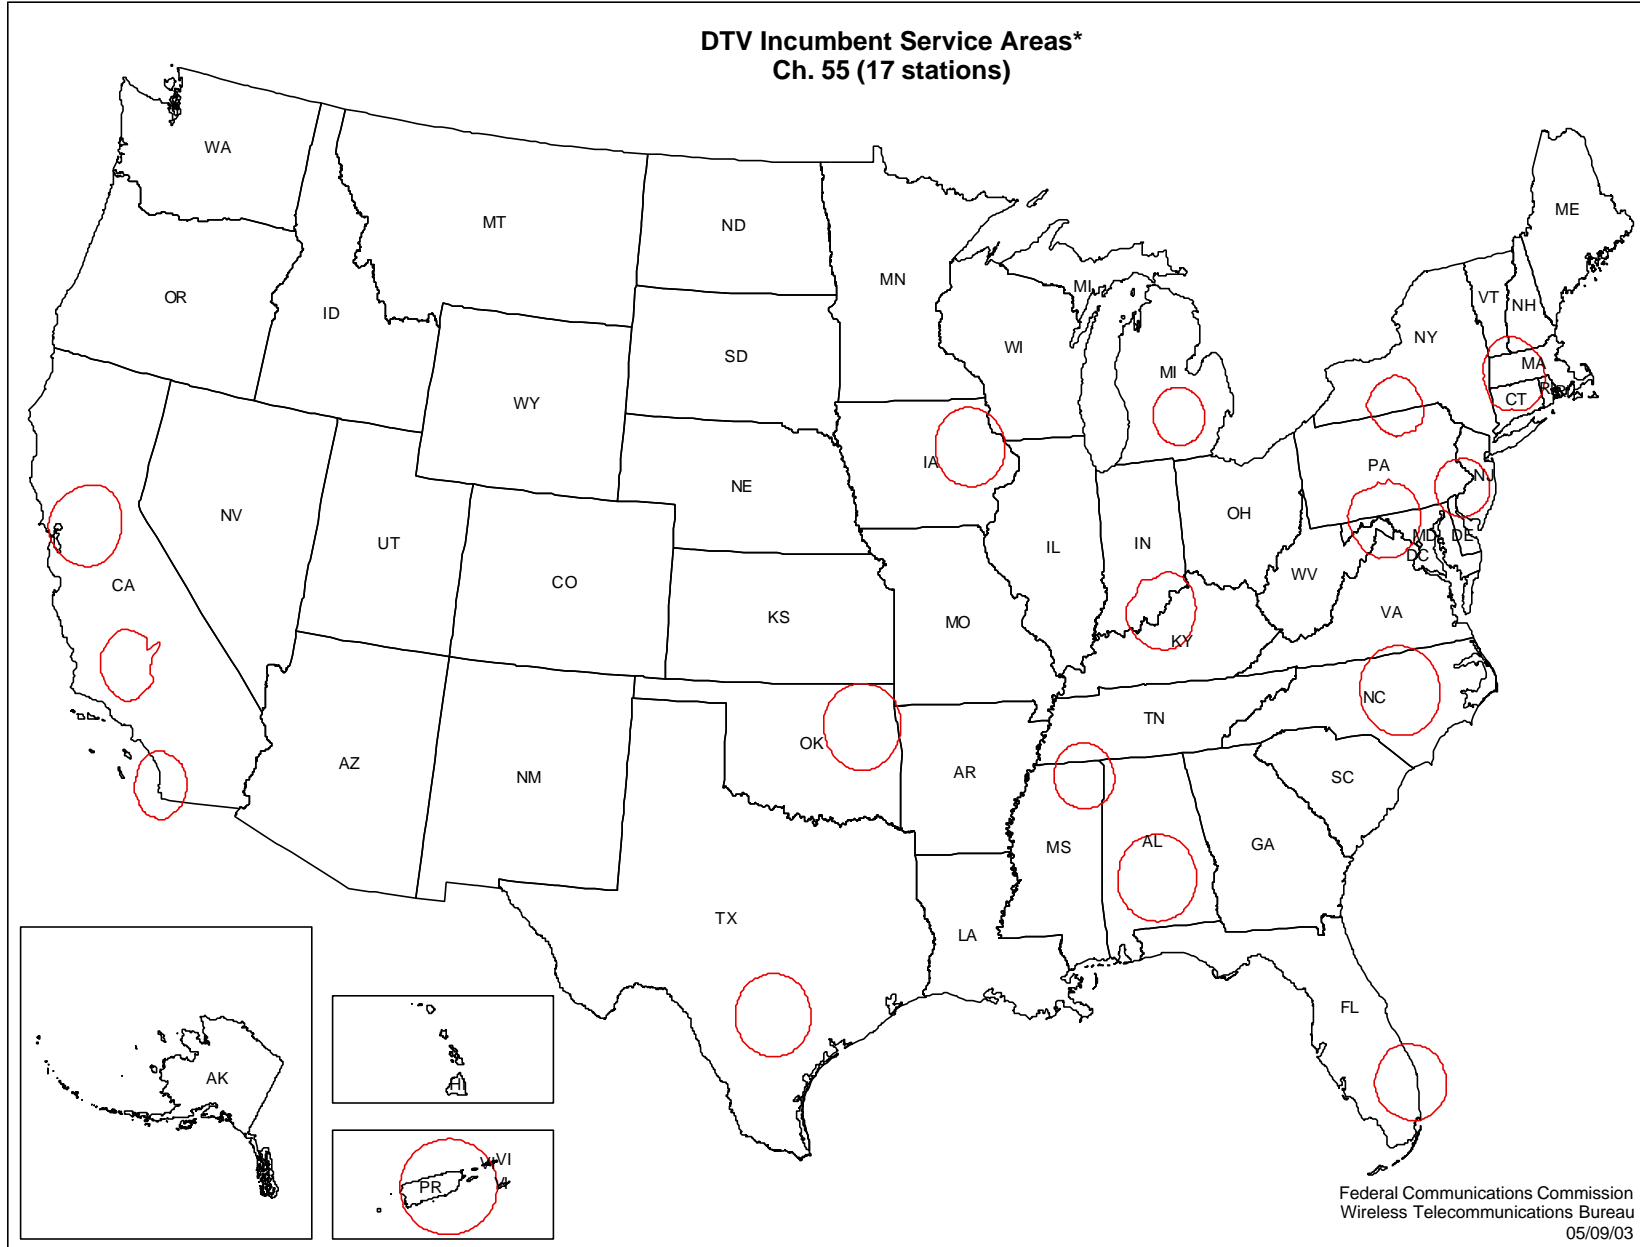 DTV Incumbent Service Areas*
Ch. 55 (17 stations)
WA
MT
ND
ME
OR
ID
MN
MI
VT
NH
NY
WI
SD
MI
MA
WY
CT
RI
IA
PA
NJ
NE
NV
OH
UT
IL
IN
MD
DE
DC
CA
CO
WV
KS
MO
VA
KY
NC
TN
OK
AZ
NM
AR
SC
MS
AL
GA
TX
LA
FL
AK
HI
PR
VI
VI
VI
Federal Communications Commission
Wireless Telecommunications Bureau
05/09/03